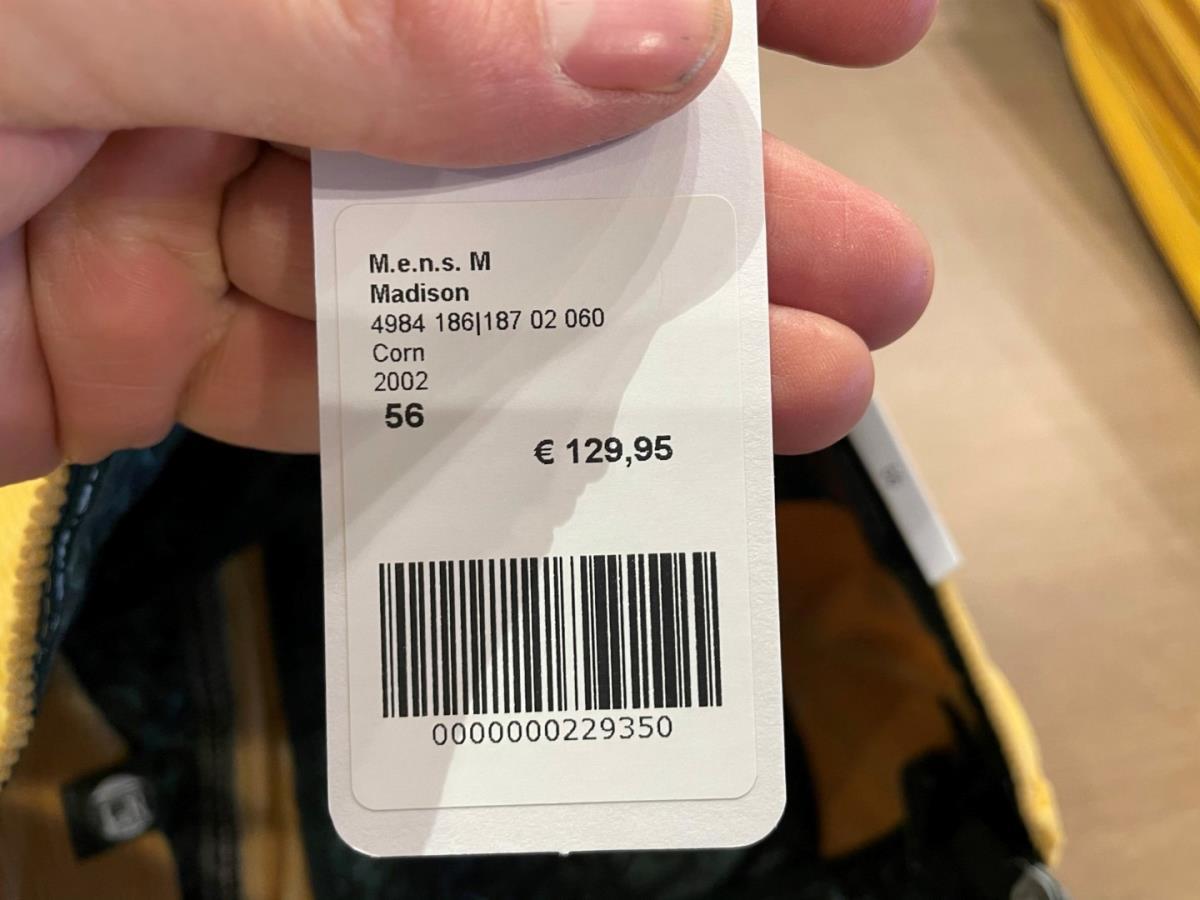 M.e.n.s. M
Madison
4984 186|187 02 060
Corn
2002
56
€ 129,95
0000000229350